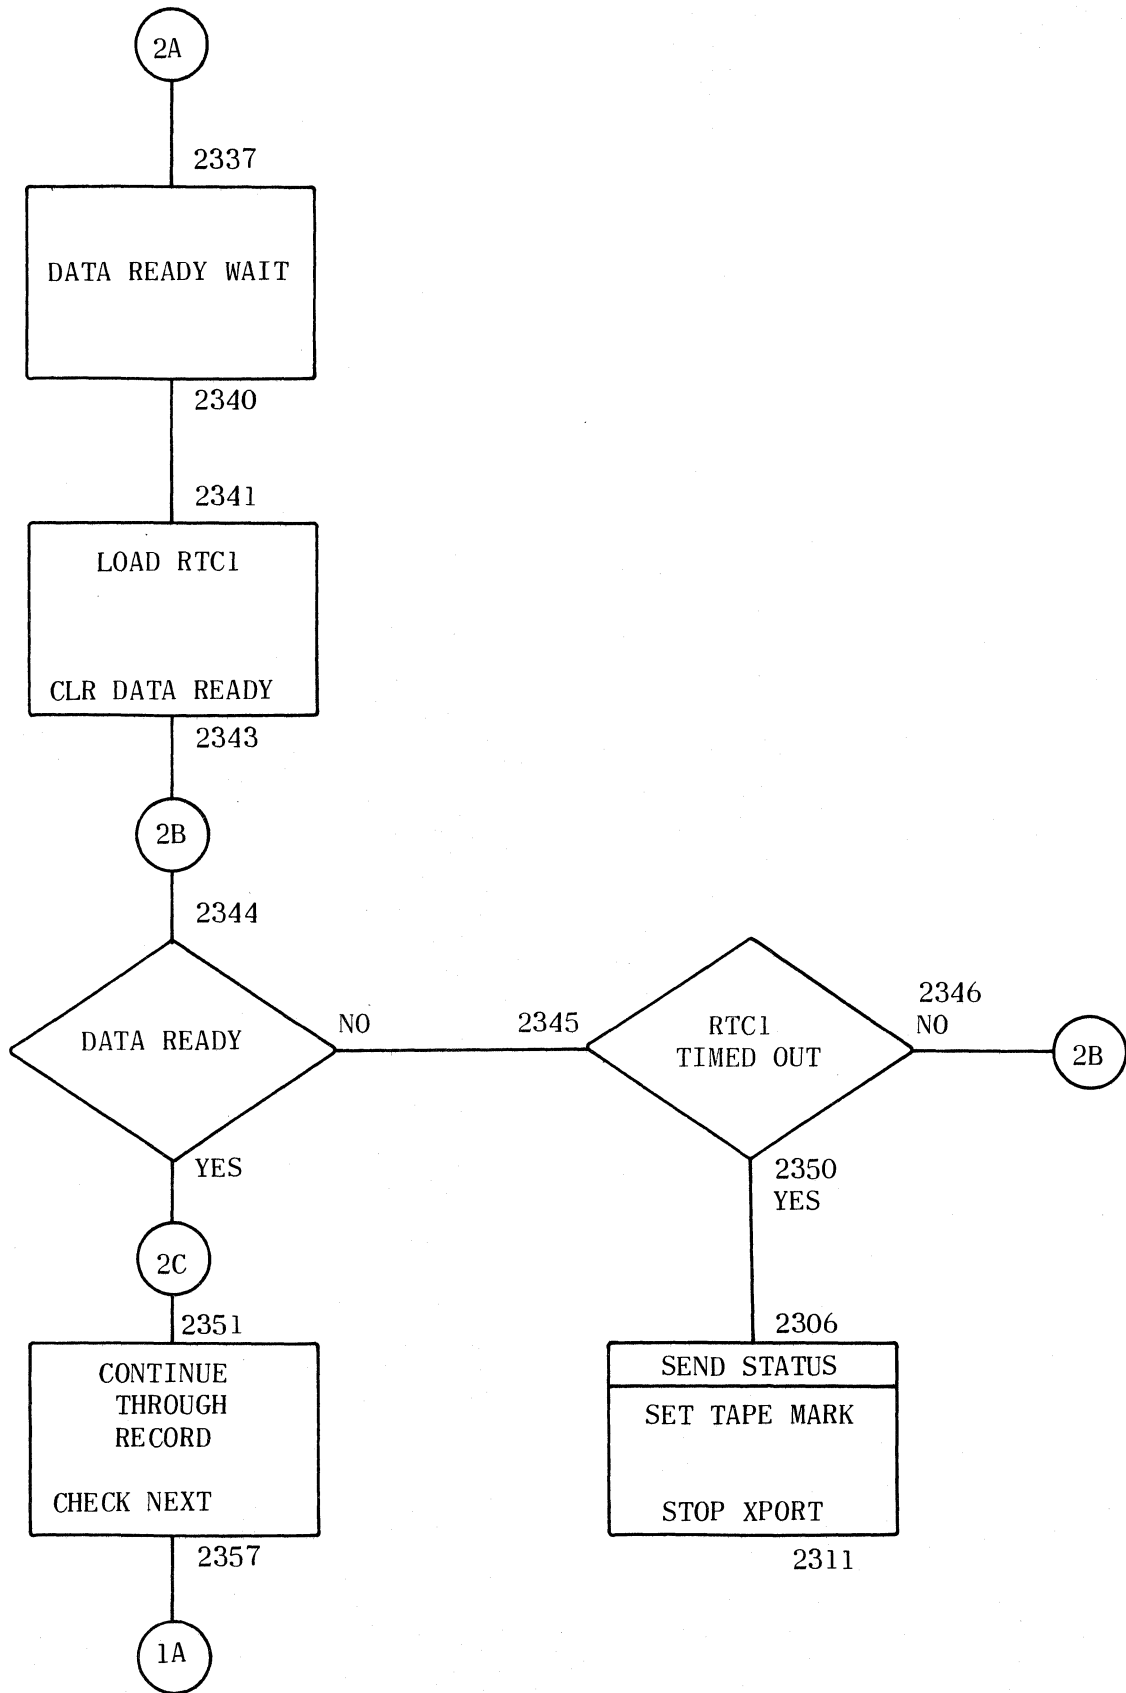 2A
2337
DATA READY WAIT
2340
2341
LOAD RTC1
CLR DATA READY
2343
2B
2344
DATA READY
NO
2345
RTC1
TIMED OUT
2346
NO
2B
YES
2350
YES
2C
2351
CONTINUE
THROUGH
RECORD
CHECK NEXT
2357
1A
2306
SEND STATUS
SET TAPE MARK
STOP XPORT
2311